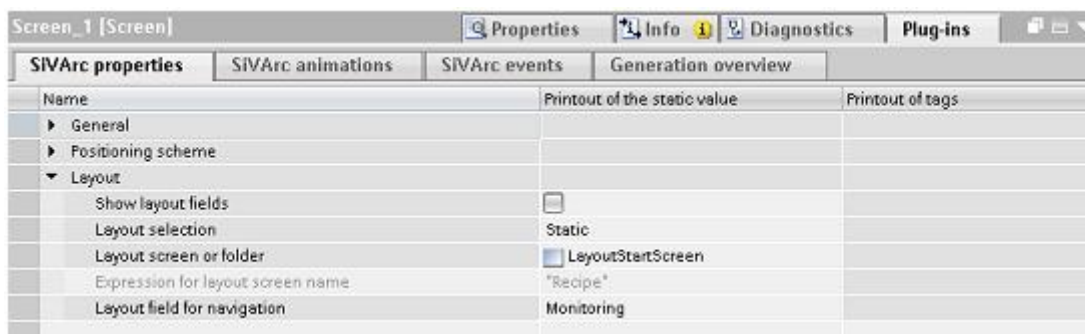 Screen_1 [Screen] Properties Info Diagnostics Plug-ins
SiVArc properties SiVArc animations SiVArc events Generation overview
Name Printout of the static value Printout of tags
General
Positioning scheme
Layout
Show layout fields
Layout selection Static
Layout screen or folder LayoutStartScreen
Expression for layout screen name "Recipe"
Layout field for navigation Monitoring